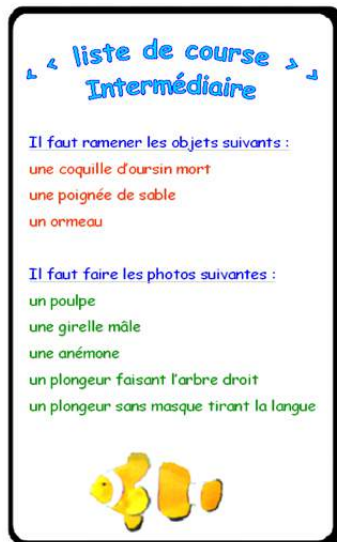 < < liste de course > >
Intermédiaire
Il faut ramener les objets suivants :
une coquille d'oursin mort
une poignée de sable
un ormeau
Il faut faire les photos suivantes :
un poulpe
une girelle mâle
une anémone
un plongeur faisant l'arbre droit
un plongeur sans masque tirant la langue